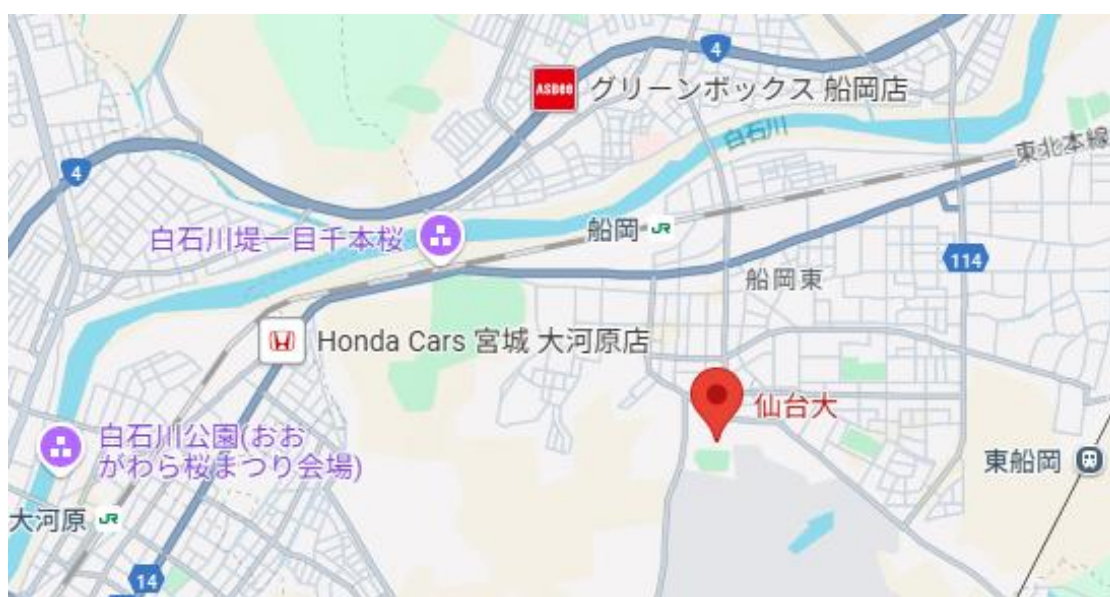 4
ASBee
グリーンボックス 船岡店
白石川
東北本線
4
白石川堤一目千本桜
船岡 JR
114
船岡東
Honda Cars 宮城 大河原店
仙台大
白石川公園(おお
がわら桜まつり会場)
東船岡
大河原 JR
14